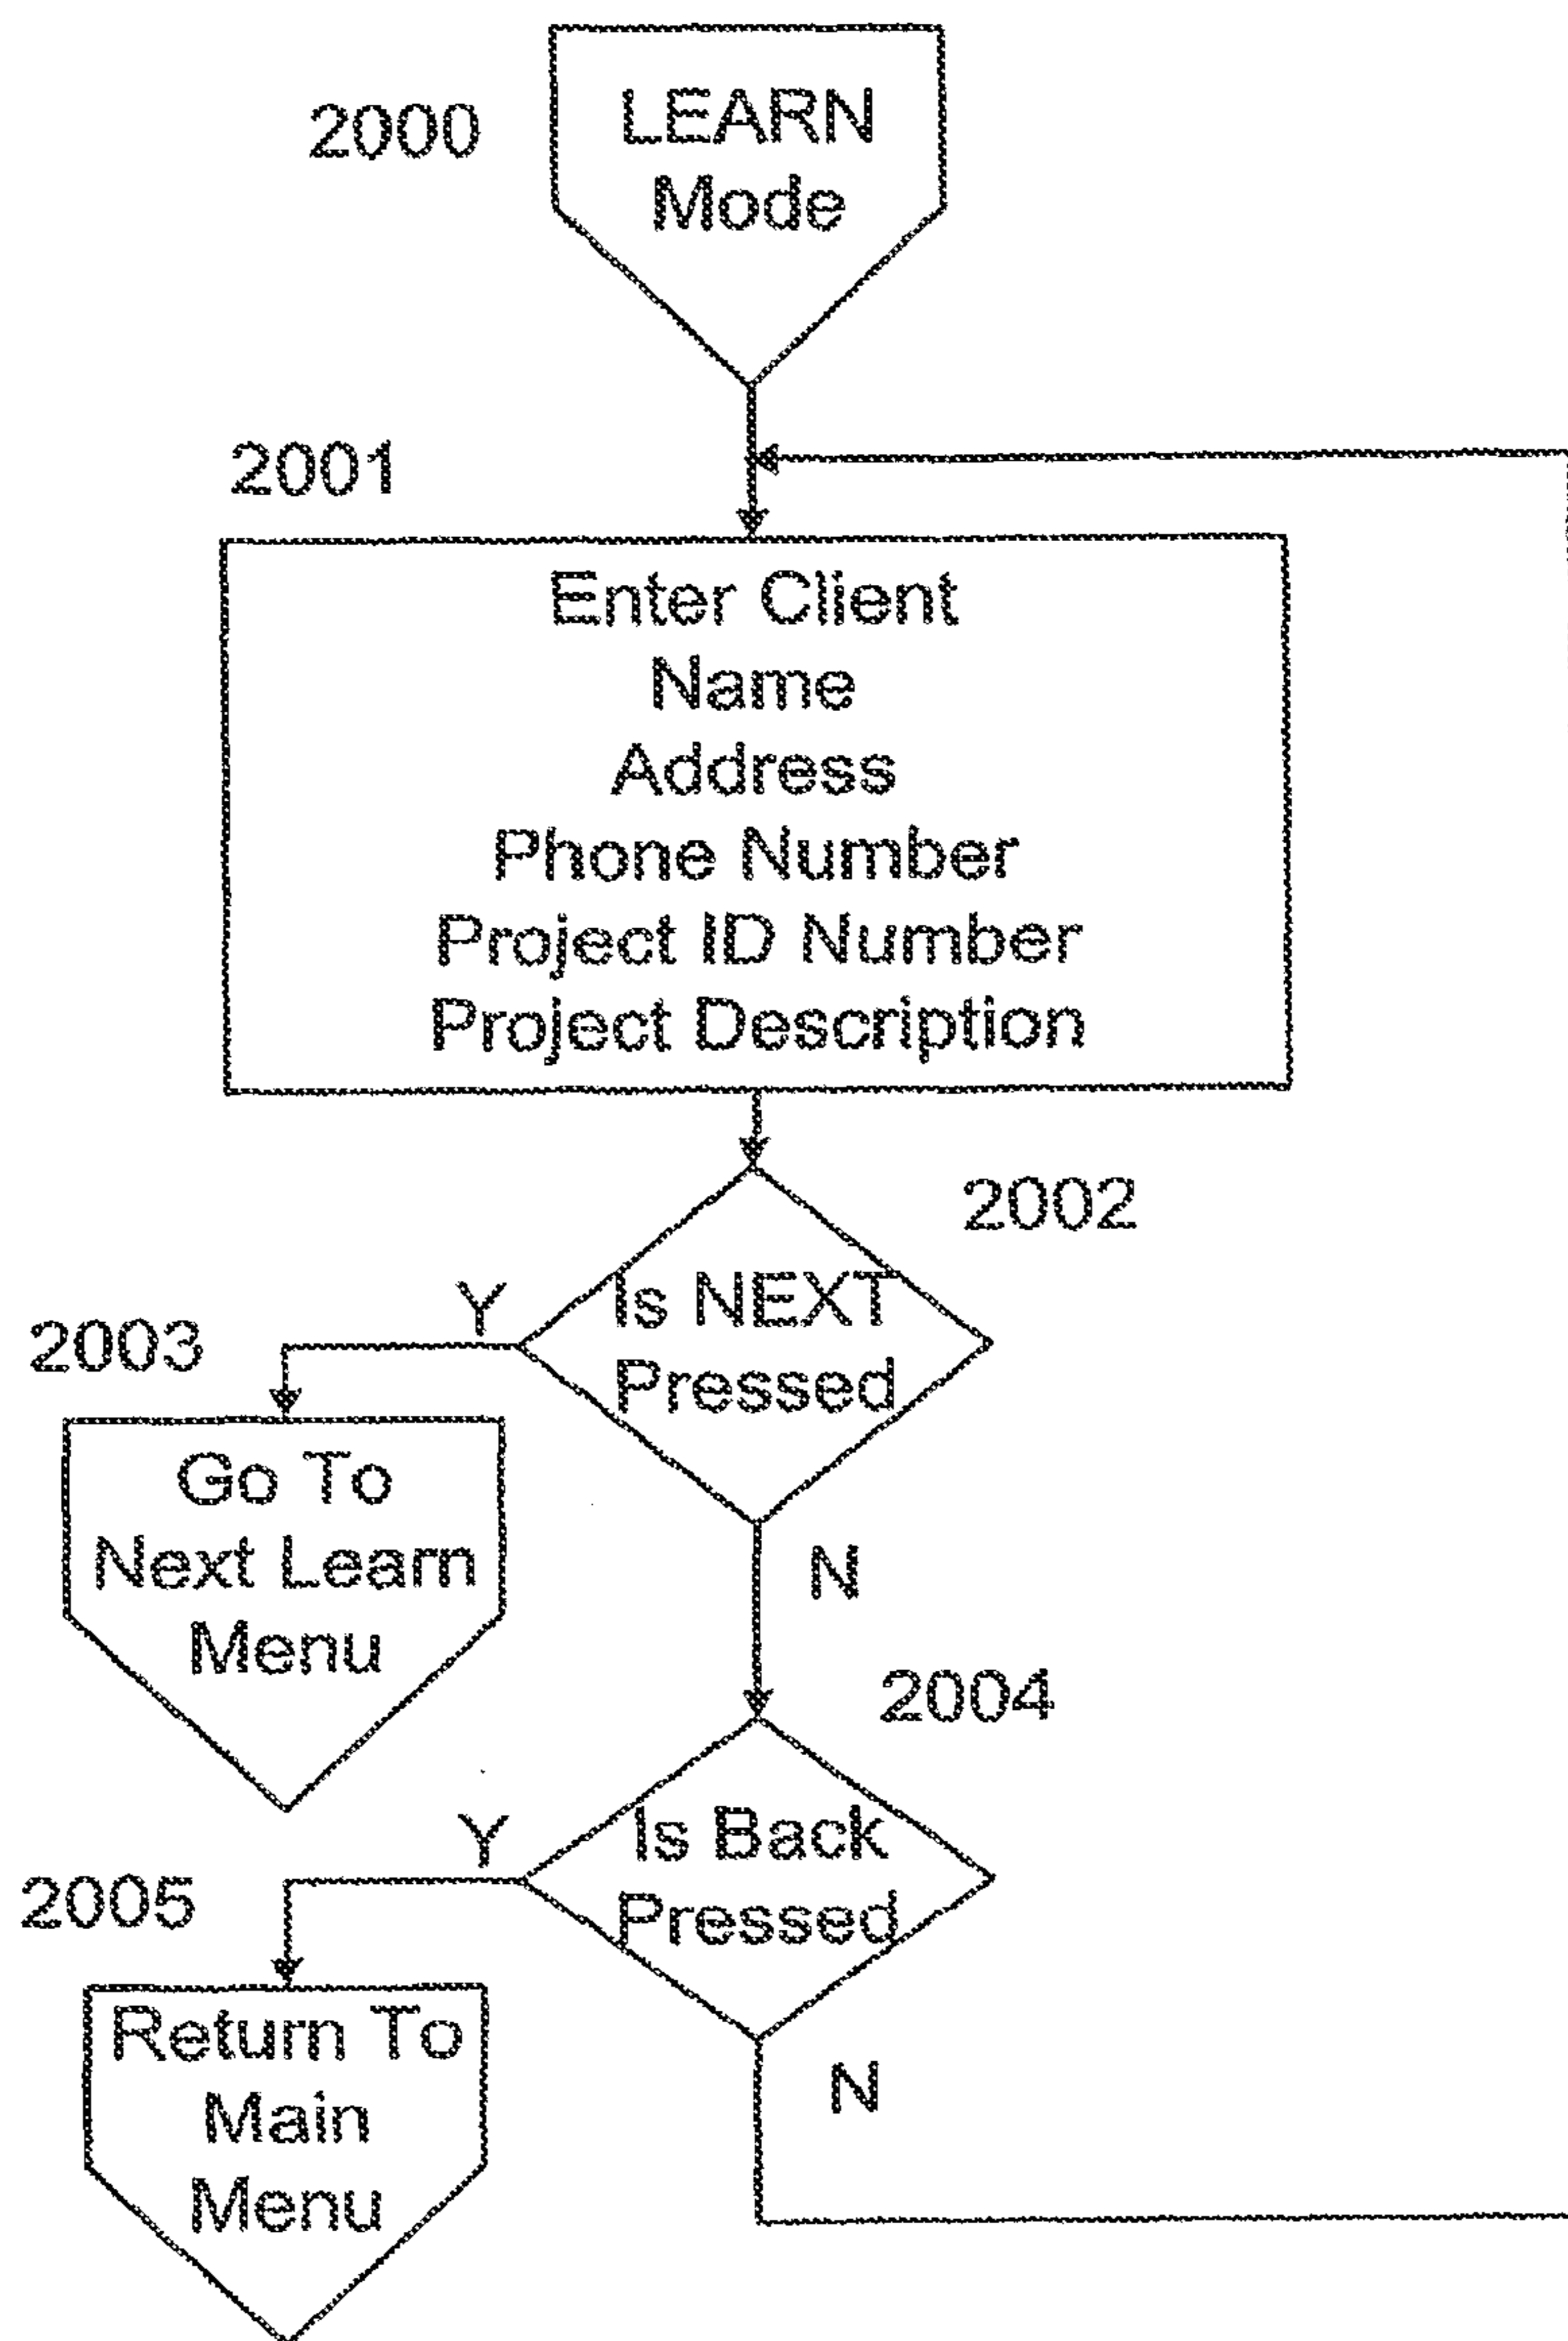 2000
LEARN
Mode
2001
Enter Client
Name
Address
Phone Number
Project ID Number
Project Description
2002
Y
Is NEXT
Pressed
2003
Go To
Next Learn
Menu
N
2004
Y
Is Back
Pressed
2005
Return To
Main
Menu
N